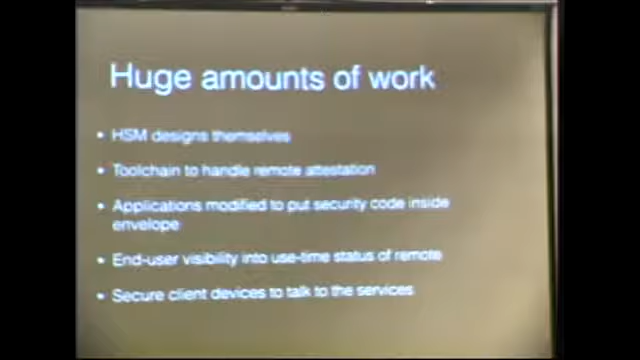 Huge amounts of work
• HSM designs themselves
• Toolchain to handle remote attestation
• Applications modified to put security code inside
envelope
• End-user visibility into use-time status of remote
• Secure client devices to talk to the services